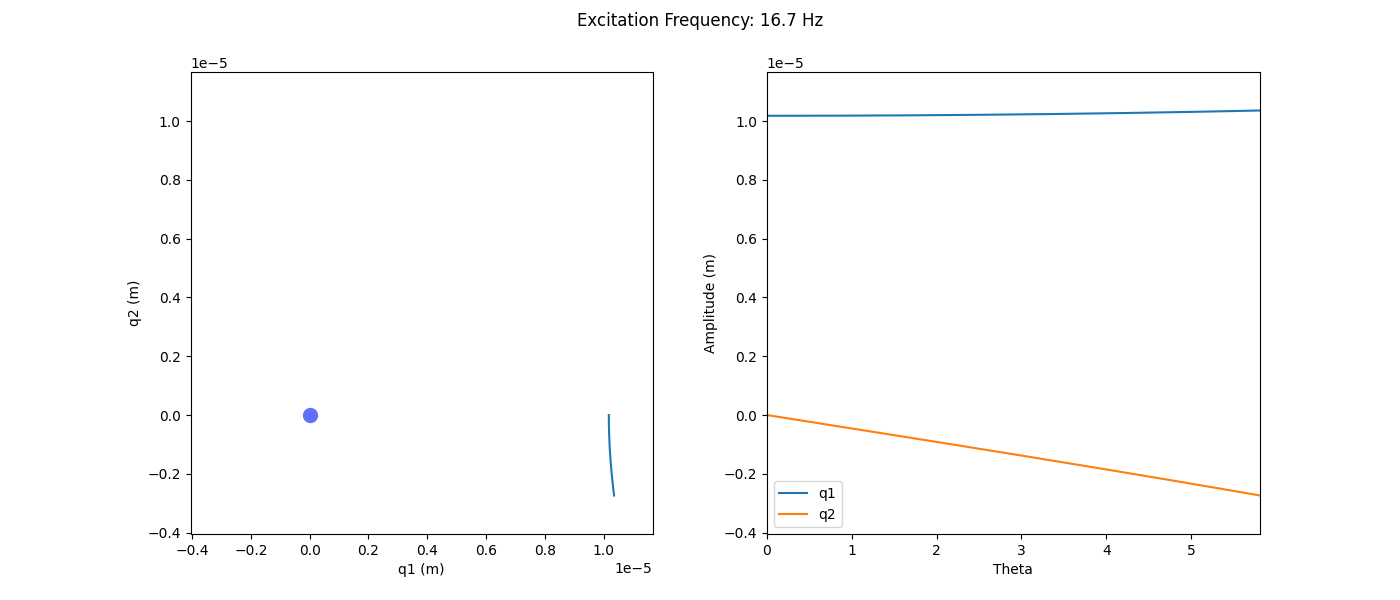 Excitation Frequency: 16.7 Hz
1e−5
1.0
0.8
0.6
0.4
0.2
0.0
−0.2
−0.4
q2 (m)
−0.4 −0.2 0.0 0.2 0.4 0.6 0.8 1.0
q1 (m)
1e−5
1e−5
1.0
0.8
0.6
0.4
0.2
0.0
−0.2
−0.4
Amplitude (m)
q1
q2
0 1 2 3 4 5
Theta